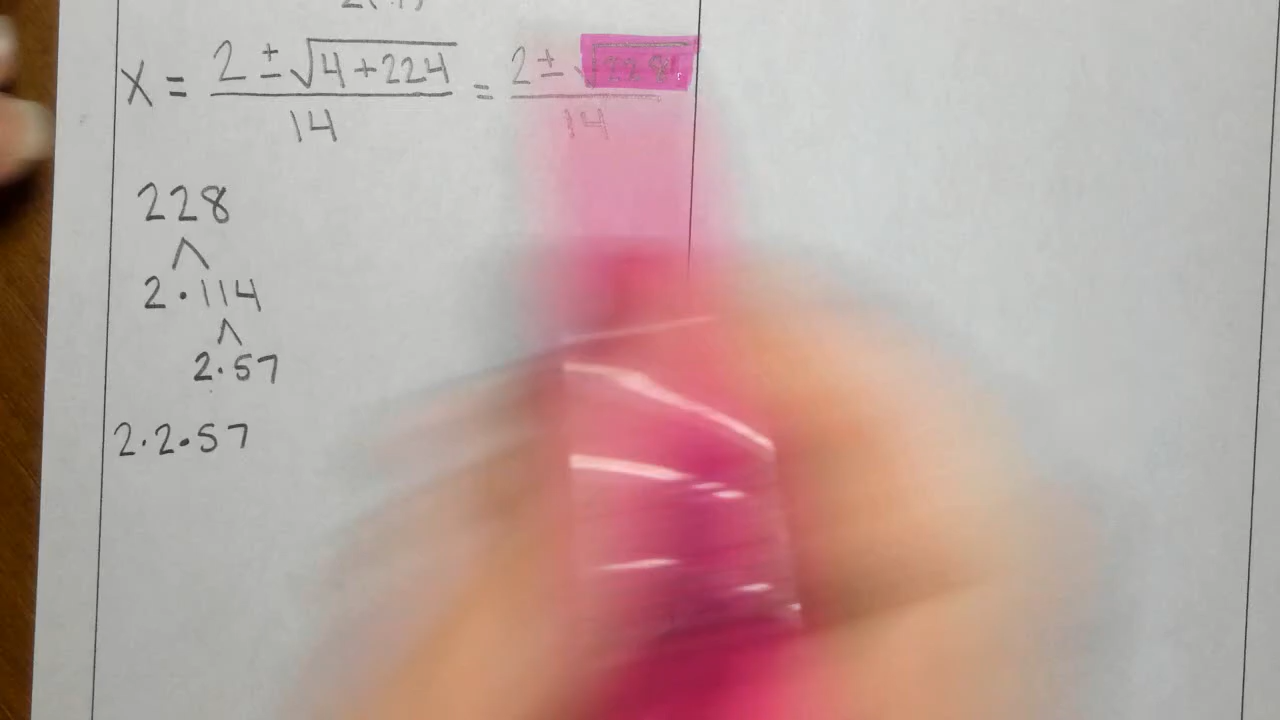 X = 2 ± √4+224 / 14 = 2 ± √228 / 14
228
2·114
2·57
2·2·57